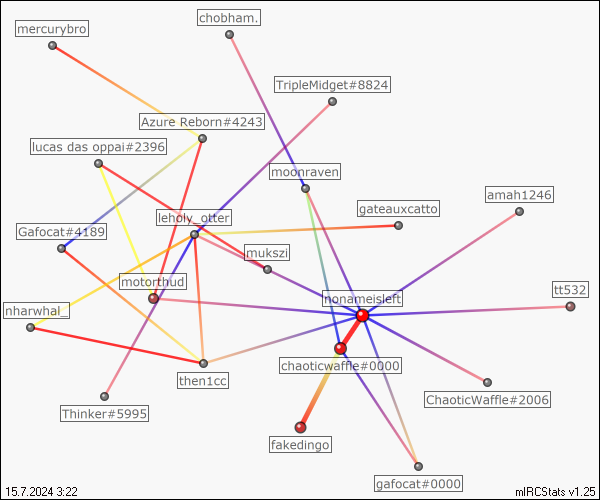 chobham.
mercurybro
TripleMidget#8824
Azure Reborn#4243
lucas das oppai#2396
moonraven
amah1246
gateauxcatto
leholy_otter
Gafocat#4189
mukszi
motorthud
tt532
nonameisleft
nharwhal_
chaoticwaffle#0000
then1cc
ChaoticWaffle#2006
Thinker#5995
fakedingo
gafocat#0000
15.7.2024 3:22
mIRCStats v1.25